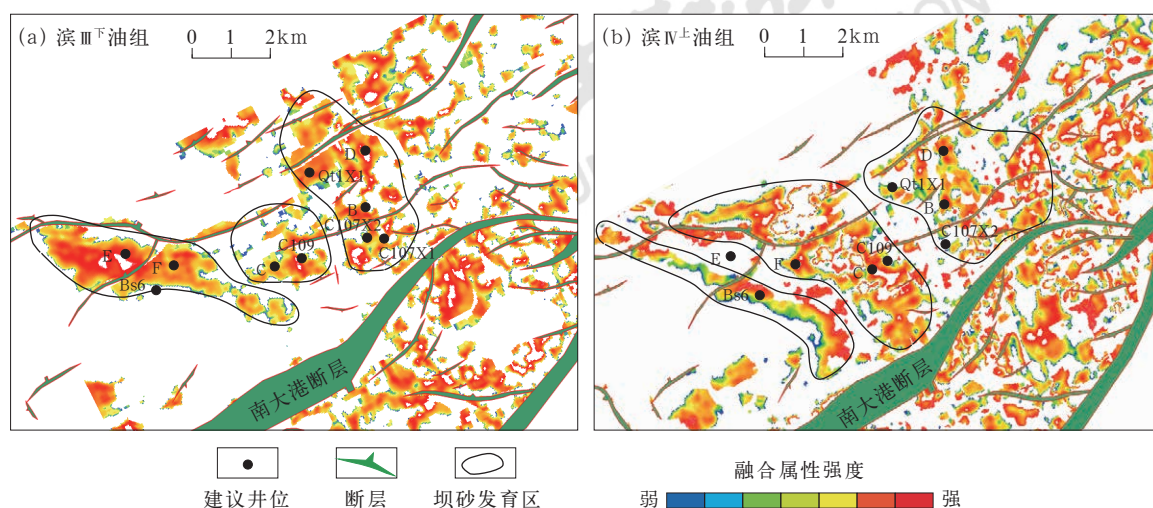 (a) 滨Ⅲ下油组
0 1 2km
D
Qt1X1
B
C107X2
C109
C107X1
E
F
C
Bs6
南大港断层
(b) 滨Ⅳ上油组
0 1 2km
D
Qt1X1
B
C107X2
C109
E
F
C
Bs6
南大港断层
建议井位
断层
坝砂发育区
融合属性强度
弱
强